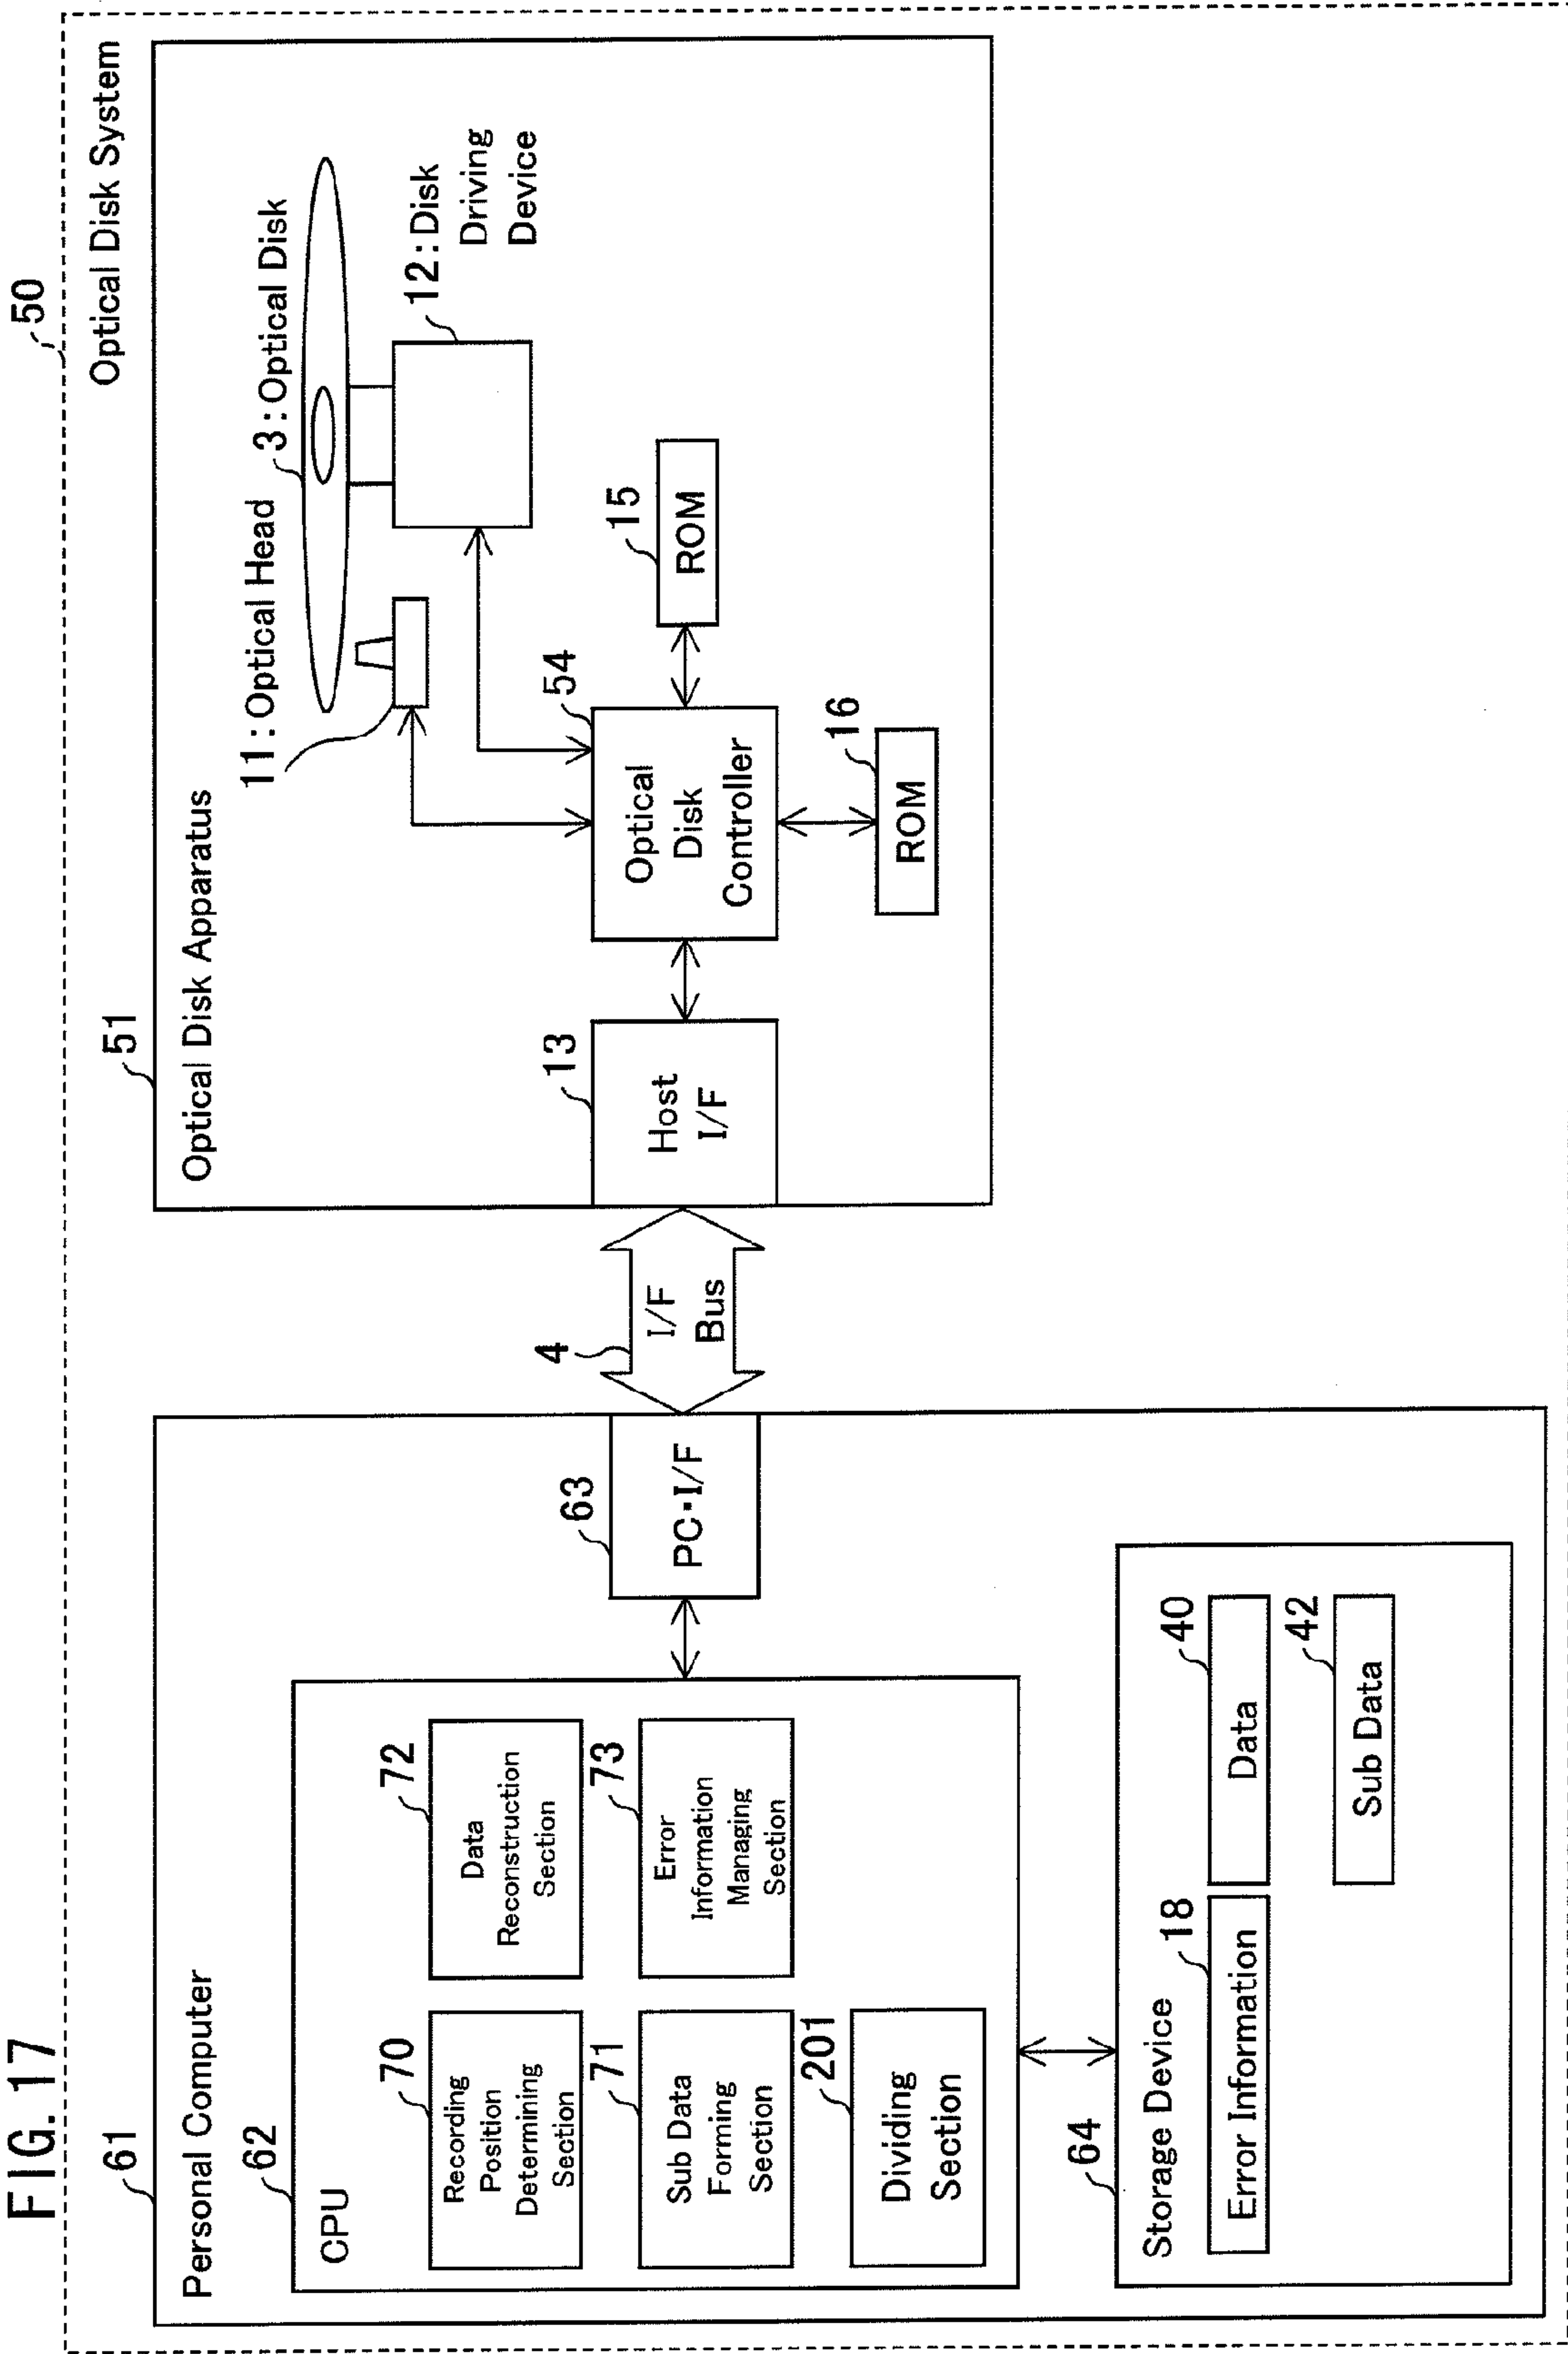 FIG.17
50
Optical Disk System
61
Personal Computer
62
CPU
70
Recording
Position
Determining
Section
72
Data
Reconstruction
Section
71
Sub Data
Forming
Section
73
Error
Information
Managing
Section
201
Dividing
Section
63
PC·I/F
64
Storage Device
18
Error Information
40
Data
42
Sub Data
4
I/F
Bus
51
Optical Disk Apparatus
11:Optical Head
3:Optical Disk
12:Disk
Driving
Device
13
Host
I/F
54
Optical
Disk
Controller
15
ROM
16
ROM